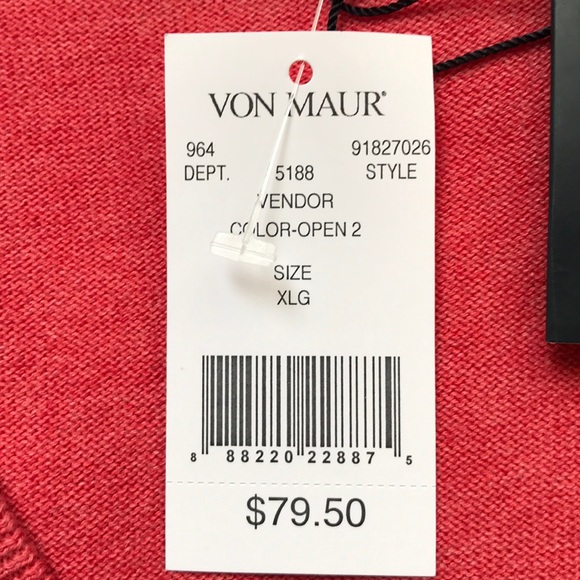 VON MAUR®
964 91827026
DEPT. 5188 STYLE
VENDOR
COLOR-OPEN 2
SIZE
XLG
8 88220 22887 5
$79.50